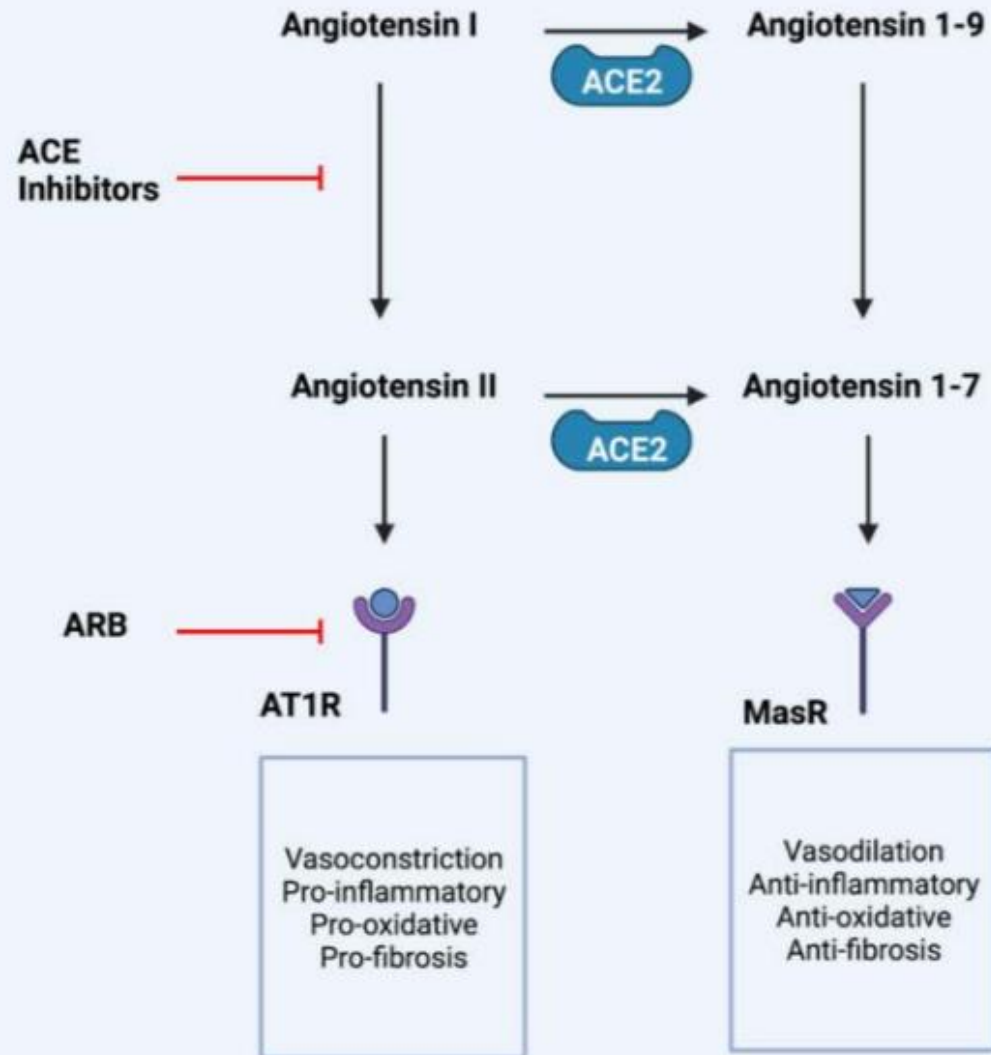 Angiotensin I
Angiotensin 1-9
ACE2
ACE
Inhibitors
Angiotensin II
Angiotensin 1-7
ACE2
ARB
AT1R
MasR
Vasoconstriction
Pro-inflammatory
Pro-oxidative
Pro-fibrosis
Vasodilation
Anti-inflammatory
Anti-oxidative
Anti-fibrosis